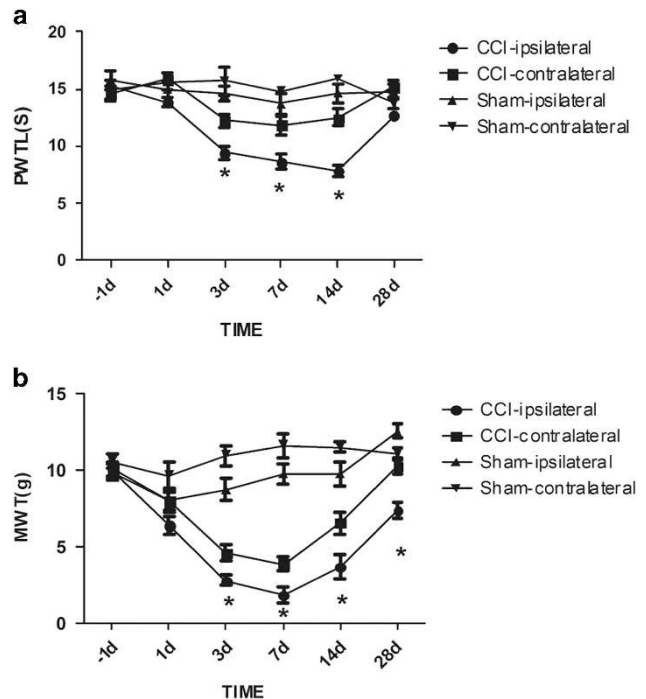 a
20
15
10
5
0
PWTL(S)
-1d 1d 3d 7d 14d 28d
TIME
* * *
CCI-ipsilateral
CCI-contralateral
Sham-ipsilateral
Sham-contralateral
b
15
10
5
0
MWT(g)
-1d 1d 3d 7d 14d 28d
TIME
* * * *
CCI-ipsilateral
CCI-contralateral
Sham-ipsilateral
Sham-contralateral